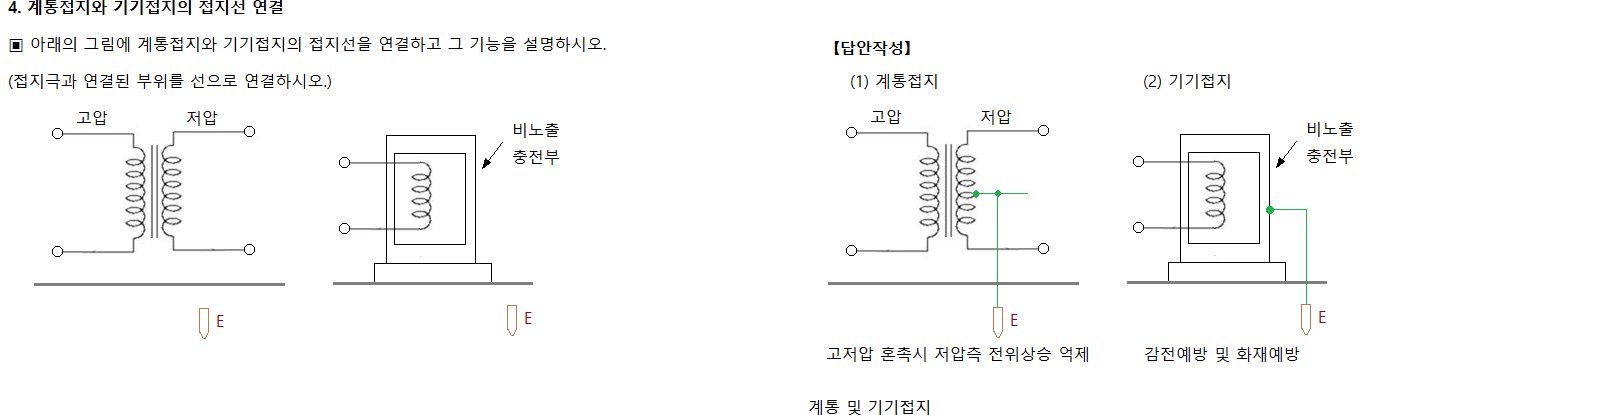 4. 계통접지와 기기접지의 접지선 연결
▣ 아래의 그림에 계통접지와 기기접지의 접지선을 연결하고 그 기능을 설명하시오.
(접지극과 연결된 부위를 선으로 연결하시오.)
고압 저압
비노출
충전부
E
E
【답안작성】
(1) 계통접지 (2) 기기접지
고압 저압
비노출
충전부
E
E
고저압 혼촉시 저압측 전위상승 억제
감전예방 및 화재예방
계통 및 기기접지